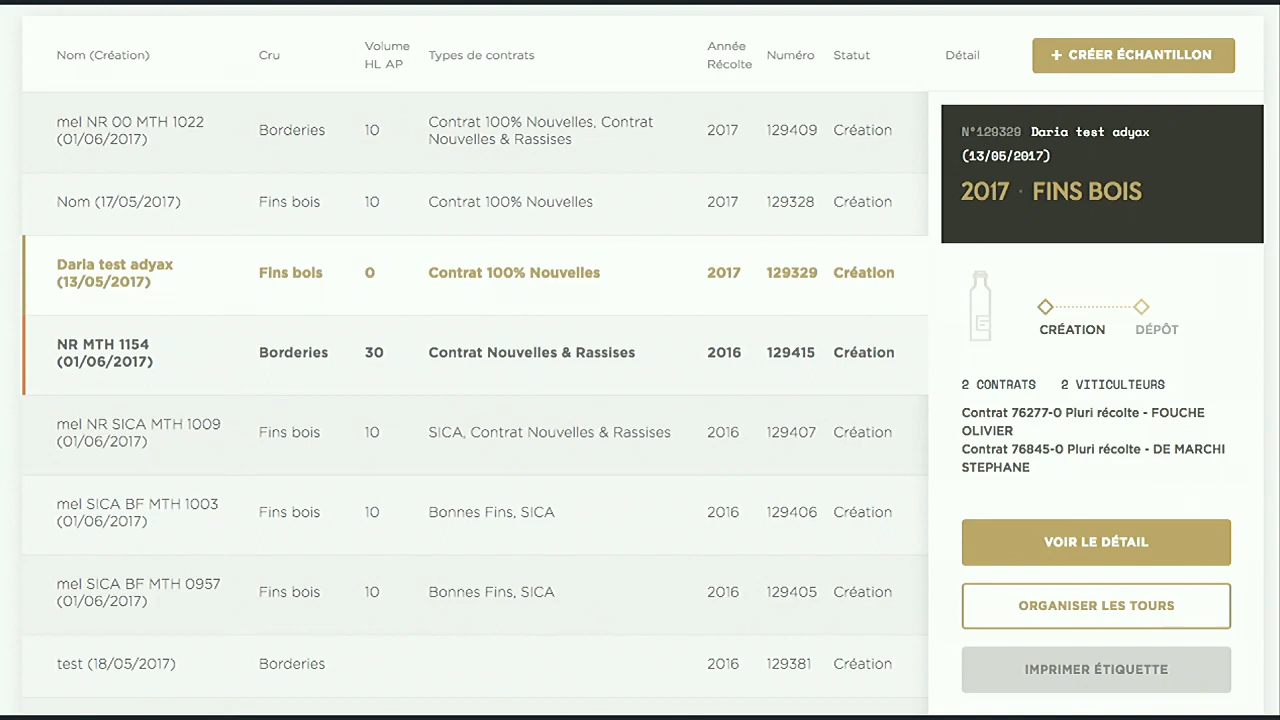 Nom (Création) Cru Volume HL AP Types de contrats Année Récolte Numéro Statut Détail + CRÉER ÉCHANTILLON
mel NR 00 MTH 1022
(01/06/2017)
Borderies 10
Contrat 100% Nouvelles, Contrat
Nouvelles & Rassises
2017 129409 Création
Nom (17/05/2017) Fins bois 10 Contrat 100% Nouvelles 2017 129328 Création
Daria test adyax
(13/05/2017)
Fins bois 0 Contrat 100% Nouvelles 2017 129329 Création
NR MTH 1154
(01/06/2017)
Borderies 30 Contrat Nouvelles & Rassises 2016 129415 Création
mel NR SICA MTH 1009
(01/06/2017)
Fins bois 10 SICA, Contrat Nouvelles & Rassises 2016 129407 Création
mel SICA BF MTH 1003
(01/06/2017)
Fins bois 10 Bonnes Fins, SICA 2016 129406 Création
mel SICA BF MTH 0957
(01/06/2017)
Fins bois 10 Bonnes Fins, SICA 2016 129405 Création
test (18/05/2017) Borderies 2016 129381 Création
N°129329 Daria test adyax
(13/05/2017)
2017 · FINS BOIS
CRÉATION DÉPÔT
2 CONTRATS 2 VITICULTEURS
Contrat 76277-0 Pluri récolte - FOUCHE
OLIVIER
Contrat 76845-0 Pluri récolte - DE MARCHI
STEPHANE
VOIR LE DÉTAIL
ORGANISER LES TOURS
IMPRIMER ÉTIQUETTE